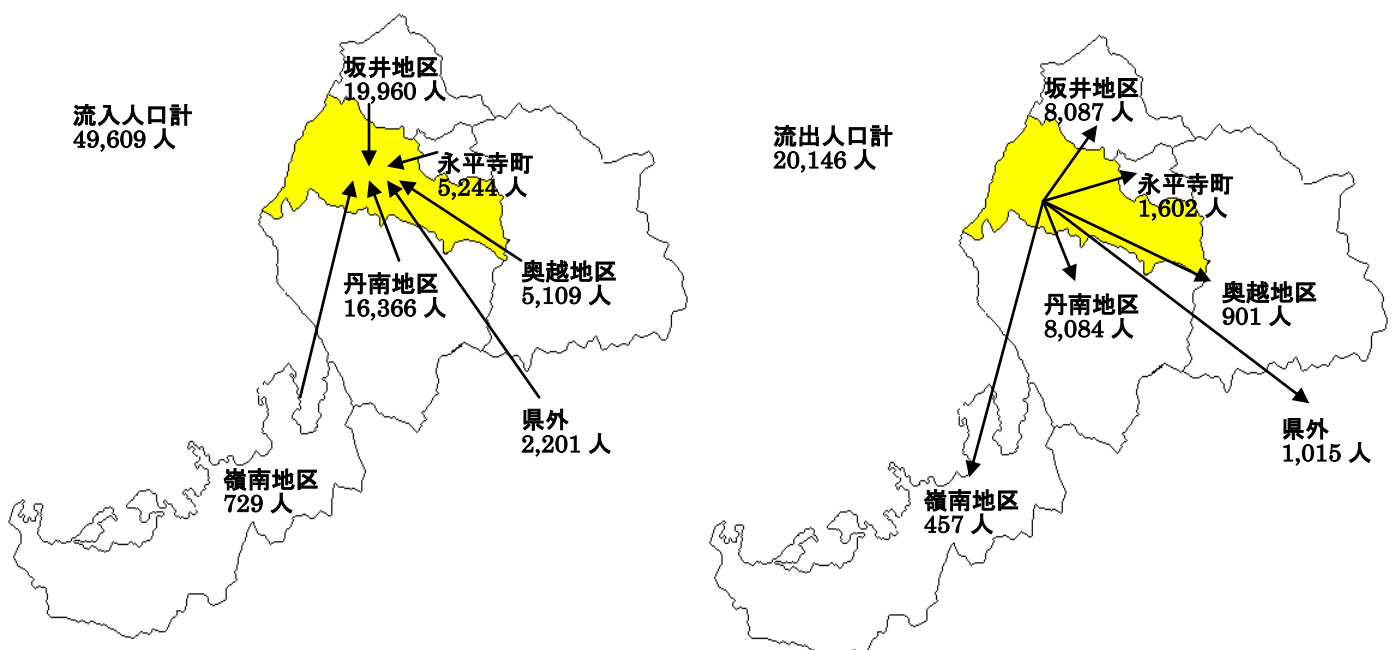 坂井地区
19,960 人
流入人口計
49,609 人
永平寺町
5,244 人
奥越地区
5,109 人
丹南地区
16,366 人
県外
2,201 人
嶺南地区
729 人
坂井地区
8,087 人
流出人口計
20,146 人
永平寺町
1,602 人
奥越地区
901 人
丹南地区
8,084 人
県外
1,015 人
嶺南地区
457 人